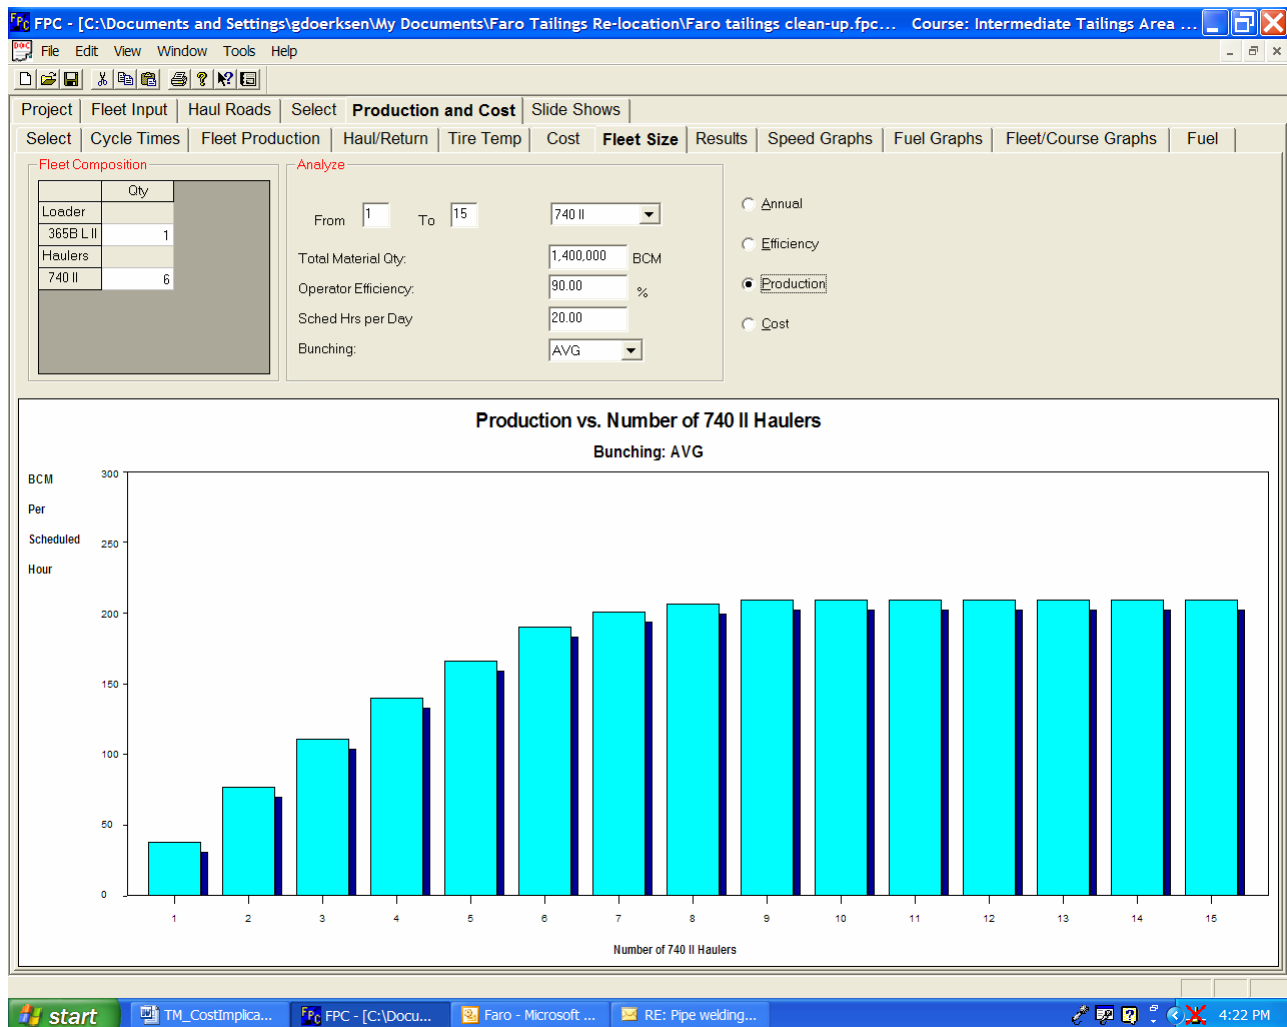 FPC - [C:\Documents and Settings\gdoerksen\My Documents\Faro Tailings Re-location\Faro tailings clean-up.fpc... Course: Intermediate Tailings Area ...
File Edit View Window Tools Help
Project Fleet Input Haul Roads Select Production and Cost Slide Shows
Select Cycle Times Fleet Production Haul/Return Tire Temp Cost Fleet Size Results Speed Graphs Fuel Graphs Fleet/Course Graphs Fuel
Fleet Composition
Qty
Loader
365B L II 1
Haulers
740 II 6
Analyze
From 1 To 15 740 II
Total Material Qty: 1,400,000 BCM
Operator Efficiency: 90.00 %
Sched Hrs per Day 20.00
Bunching: AVG
Annual
Efficiency
Production
Cost
Production vs. Number of 740 II Haulers
Bunching: AVG
BCM
Per
Scheduled
Hour
300
250
200
150
100
50
0
1 2 3 4 5 6 7 8 9 10 11 12 13 14 15
Number of 740 II Haulers
start TM_CostImplica... FPC - [C:\Docu... Faro - Microsoft ... RE: Pipe welding... 4:22 PM